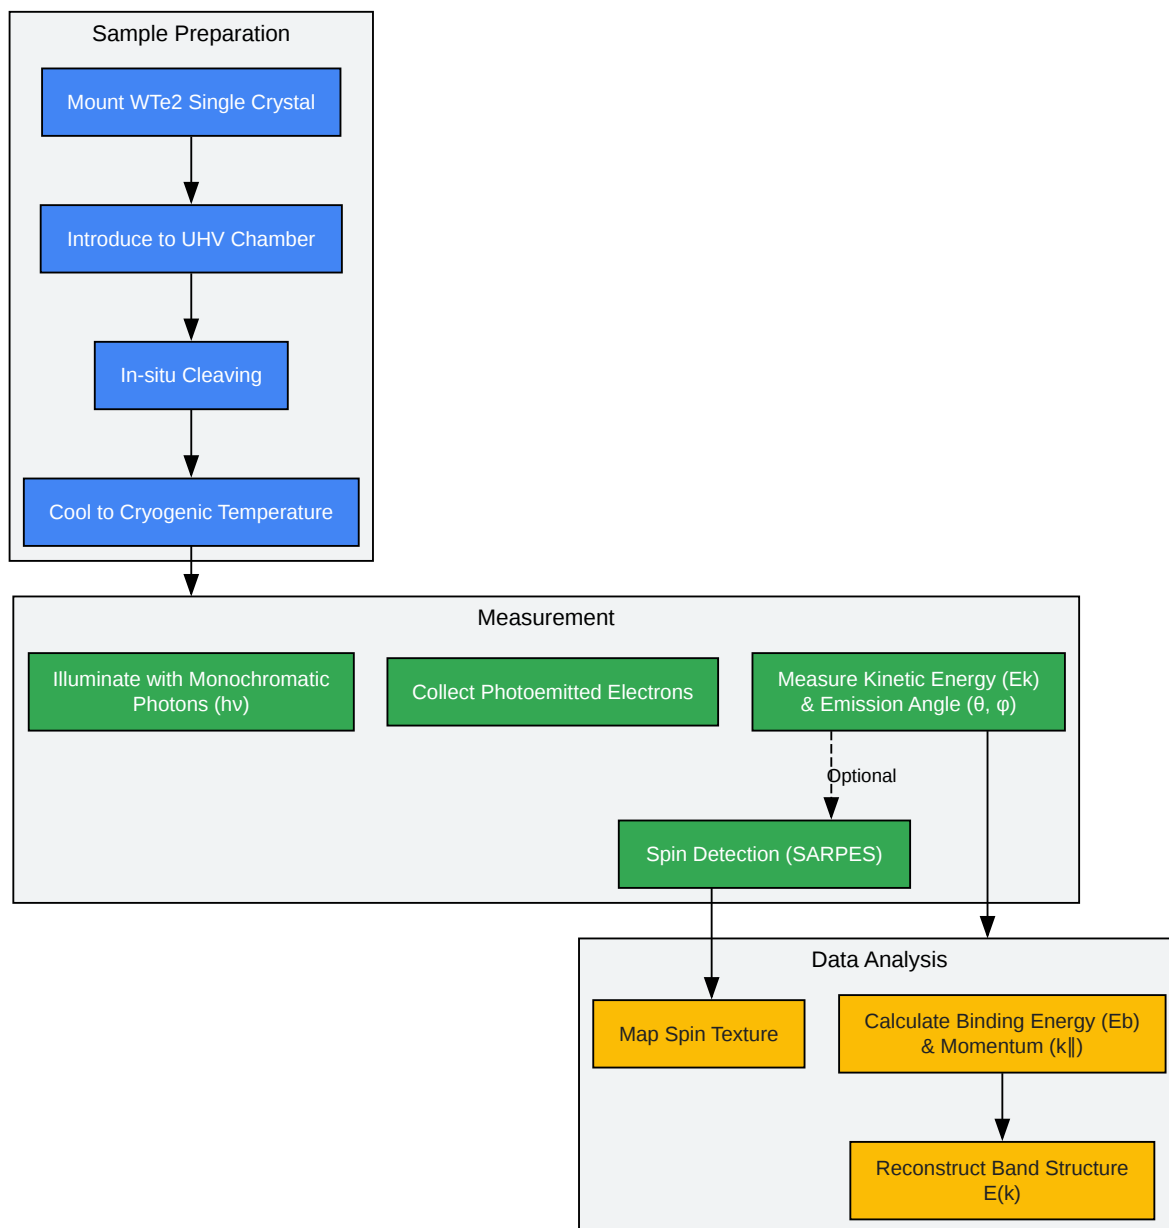 Sample Preparation
Mount WTe2 Single Crystal
Introduce to UHV Chamber
In-situ Cleaving
Cool to Cryogenic Temperature
Measurement
Illuminate with Monochromatic
Photons (hν)
Collect Photoemitted Electrons
Measure Kinetic Energy (Ek)
& Emission Angle (θ, φ)
Optional
Spin Detection (SARPES)
Data Analysis
Map Spin Texture
Calculate Binding Energy (Eb)
& Momentum (k∥)
Reconstruct Band Structure
E(k)